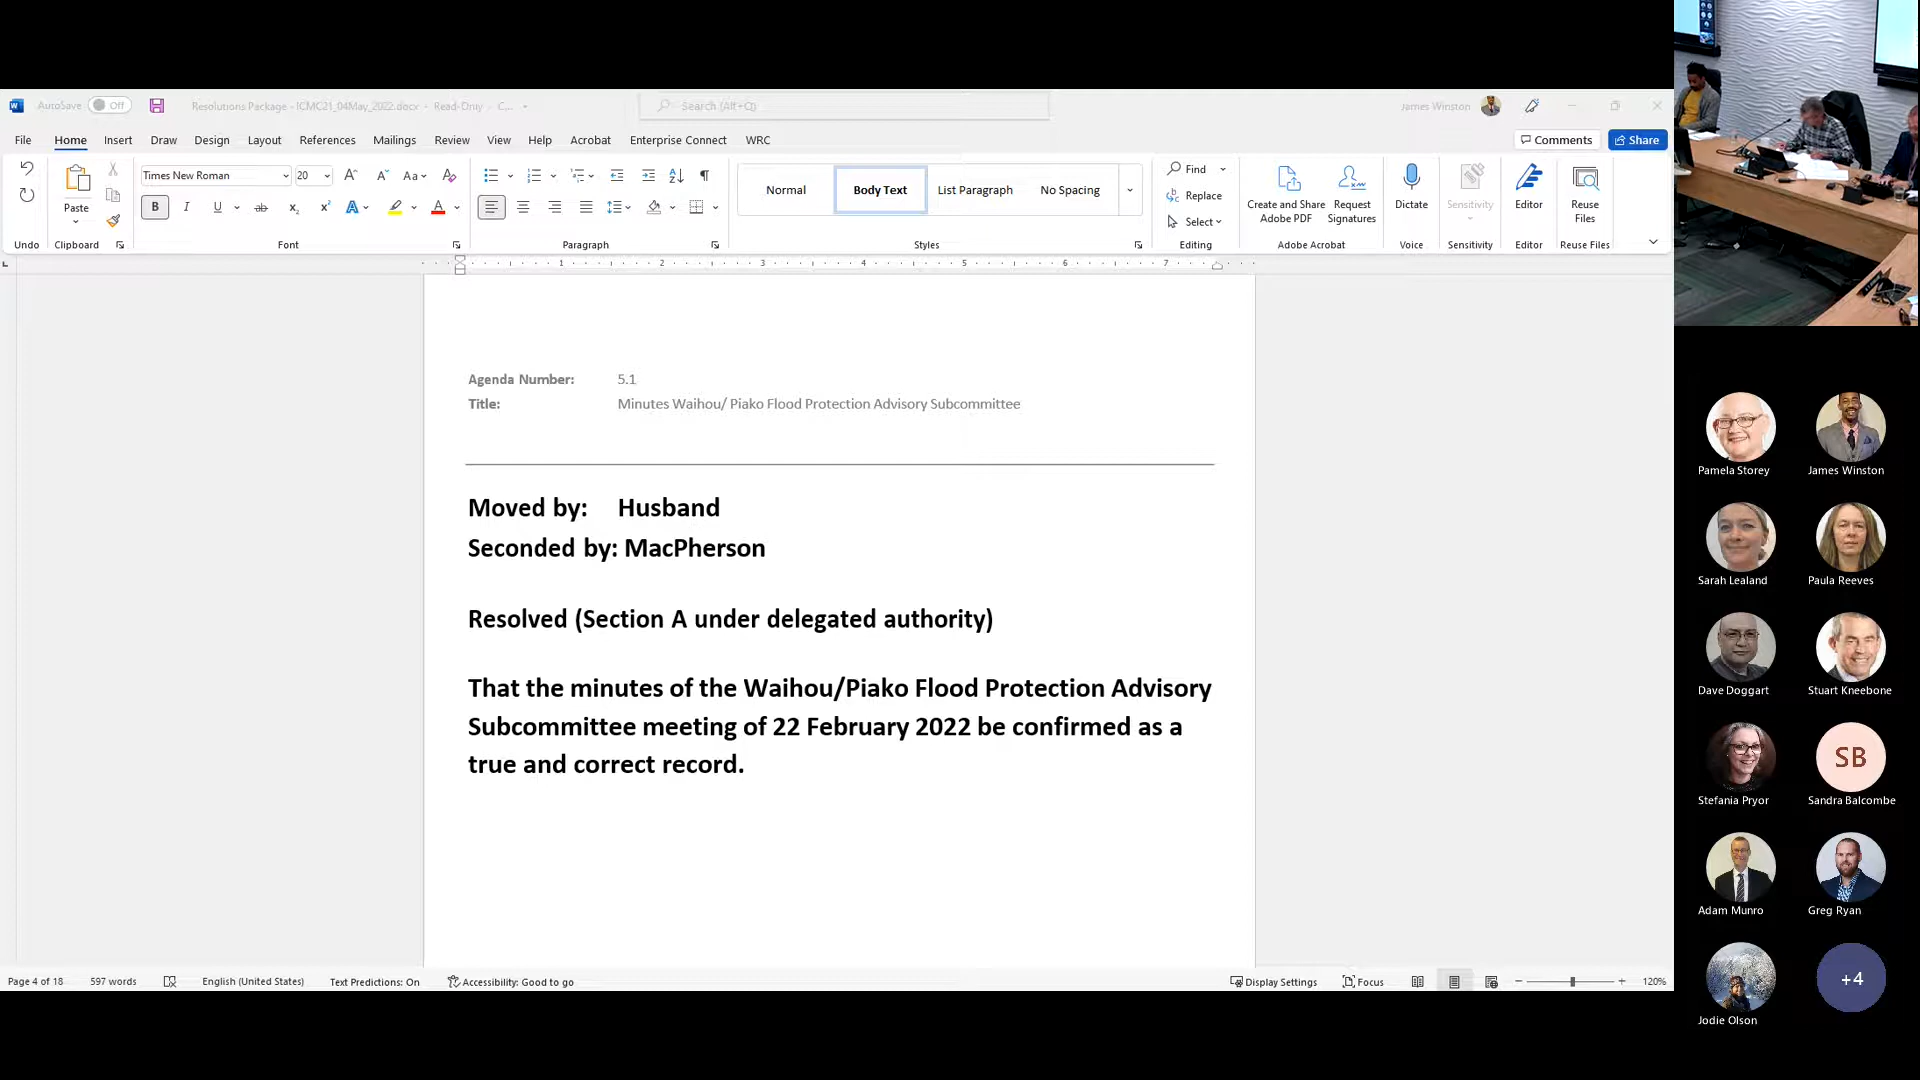 AutoSave Off Resolutions Package - ICMC21_04May_2022.docx - Read-Only - C... Search (Alt+Q) James Winston
File Home Insert Draw Design Layout References Mailings Review View Help Acrobat Enterprise Connect WRC Comments Share
Times New Roman 20 Aa
Paste
Normal Body Text List Paragraph No Spacing
Find
Replace
Select
Create and Share Adobe PDF
Request Signatures
Dictate
Sensitivity
Editor
Reuse Files
Undo Clipboard Font Paragraph Styles Editing Adobe Acrobat Voice Sensitivity Editor Reuse Files
1 2 3 4 5 6 7
Agenda Number: 5.1
Title: Minutes Waihou/ Piako Flood Protection Advisory Subcommittee
Moved by: Husband
Seconded by: MacPherson
Resolved (Section A under delegated authority)
That the minutes of the Waihou/Piako Flood Protection Advisory
Subcommittee meeting of 22 February 2022 be confirmed as a
true and correct record.
Page 4 of 18 597 words English (United States) Text Predictions: On Accessibility: Good to go Display Settings Focus 120%
Pamela Storey James Winston
Sarah Lealand Paula Reeves
Dave Doggart Stuart Kneebone
SB
Stefania Pryor Sandra Balcombe
Adam Munro Greg Ryan
+4
Jodie Olson